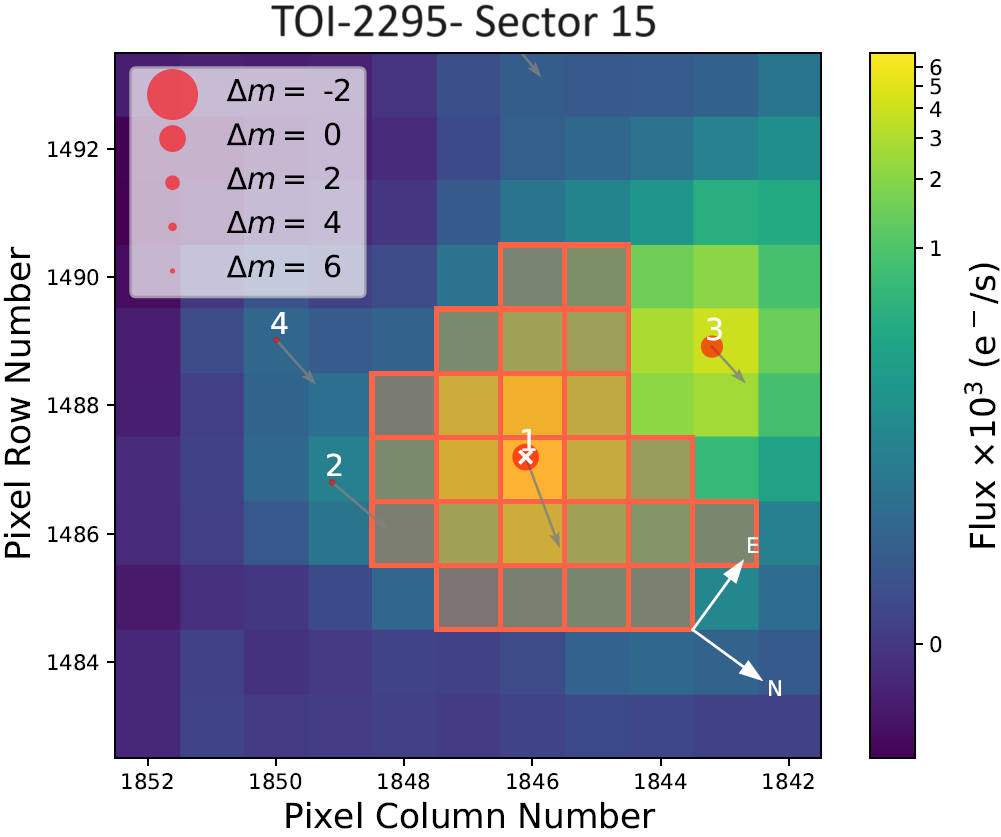 TOI-2295- Sector 15
Δm = -2
Δm = 0
Δm = 2
Δm = 4
Δm = 6
1492
1490
1488
1486
1484
1852
1850
1848
1846
1844
1842
Pixel Row Number
Pixel Column Number
4
3
1
2
E
N
6
5
4
3
2
1
0
Flux ×10³ (e⁻/s)